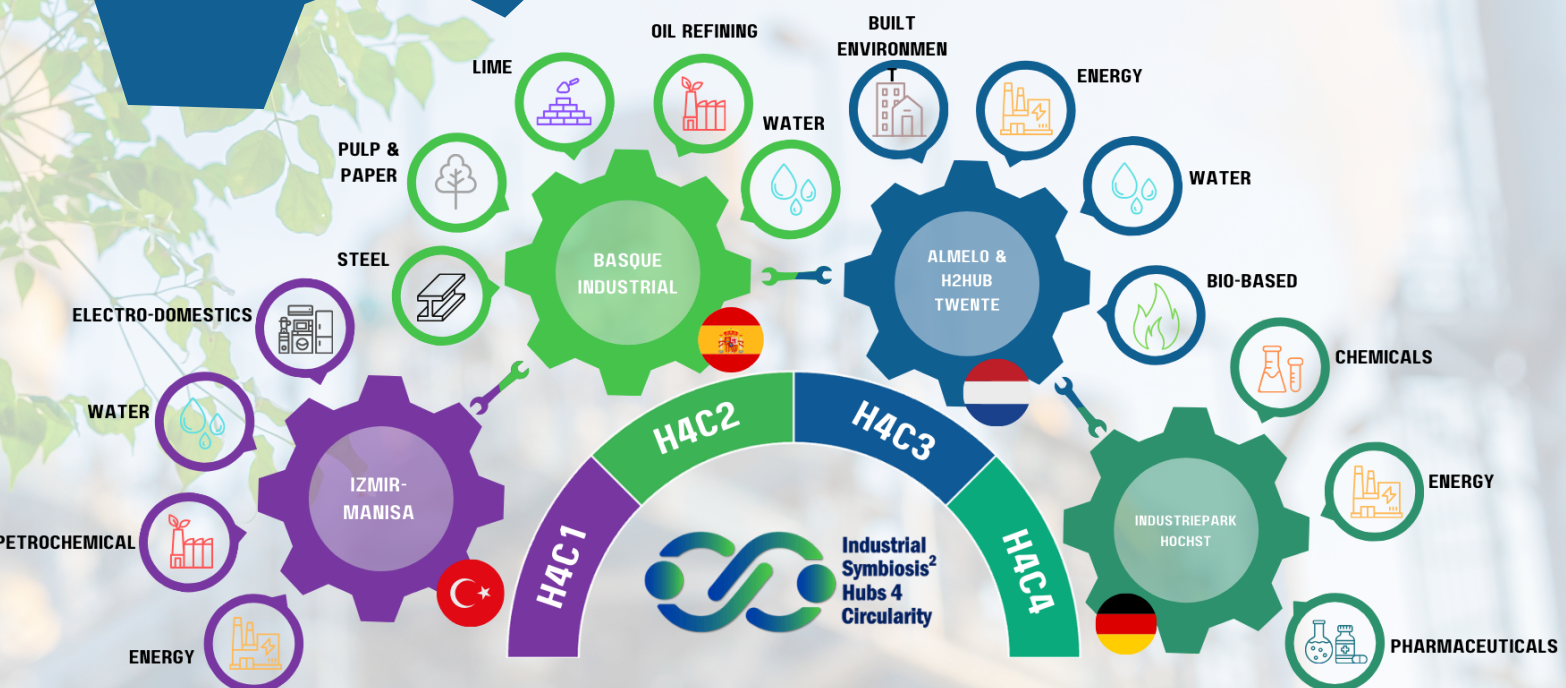 BUILT
ENVIRONMEN
T
OIL REFINING
LIME
ENERGY
WATER
PULP &
PAPER
WATER
STEEL
BASQUE
INDUSTRIAL
ALMELO &
H2HUB
TWENTE
BIO-BASED
ELECTRO-DOMESTICS
CHEMICALS
WATER
H4C2
H4C3
IZMIR-
MANISA
ENERGY
INDUSTRIEPARK
HOCHST
PETROCHEMICAL
H4C1
H4C4
Industrial
Symbiosis²
Hubs 4
Circularity
ENERGY
PHARMACEUTICALS